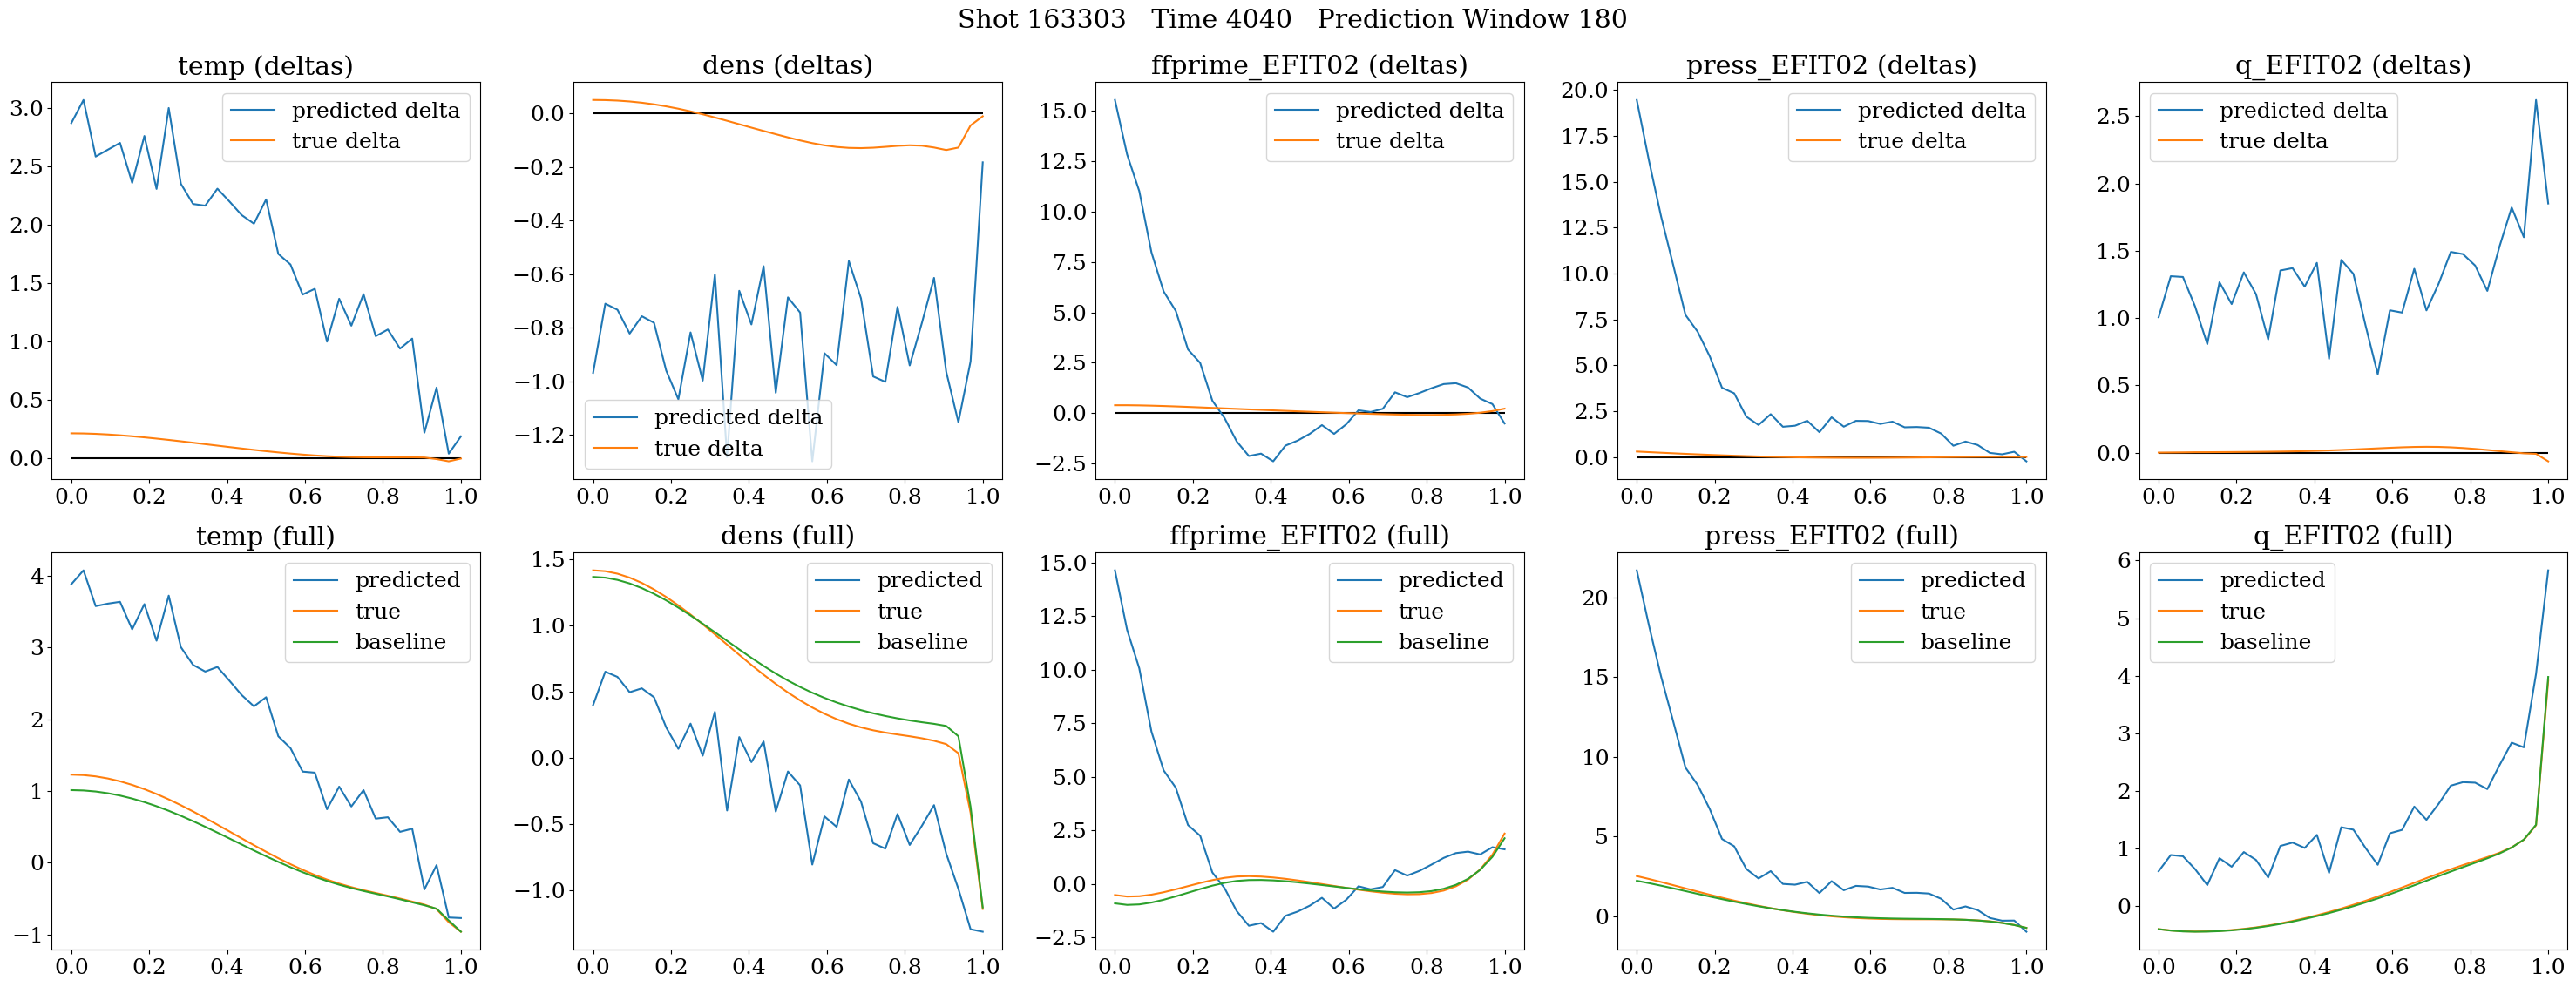 Shot 163303   Time 4040   Prediction Window 180
temp (deltas)
predicted delta
true delta
3.0
2.5
2.0
1.5
1.0
0.5
0.0
0.0 0.2 0.4 0.6 0.8 1.0
dens (deltas)
0.0
−0.2
−0.4
−0.6
−0.8
−1.0
−1.2
predicted delta
true delta
0.0 0.2 0.4 0.6 0.8 1.0
ffprime_EFIT02 (deltas)
predicted delta
true delta
15.0
12.5
10.0
7.5
5.0
2.5
0.0
−2.5
0.0 0.2 0.4 0.6 0.8 1.0
press_EFIT02 (deltas)
predicted delta
true delta
20.0
17.5
15.0
12.5
10.0
7.5
5.0
2.5
0.0
0.0 0.2 0.4 0.6 0.8 1.0
q_EFIT02 (deltas)
predicted delta
true delta
2.5
2.0
1.5
1.0
0.5
0.0
0.0 0.2 0.4 0.6 0.8 1.0
temp (full)
predicted
true
baseline
4
3
2
1
0
−1
0.0 0.2 0.4 0.6 0.8 1.0
dens (full)
predicted
true
baseline
1.5
1.0
0.5
0.0
−0.5
−1.0
0.0 0.2 0.4 0.6 0.8 1.0
ffprime_EFIT02 (full)
predicted
true
baseline
15.0
12.5
10.0
7.5
5.0
2.5
0.0
−2.5
0.0 0.2 0.4 0.6 0.8 1.0
press_EFIT02 (full)
predicted
true
baseline
20
15
10
5
0
0.0 0.2 0.4 0.6 0.8 1.0
q_EFIT02 (full)
predicted
true
baseline
6
5
4
3
2
1
0
0.0 0.2 0.4 0.6 0.8 1.0